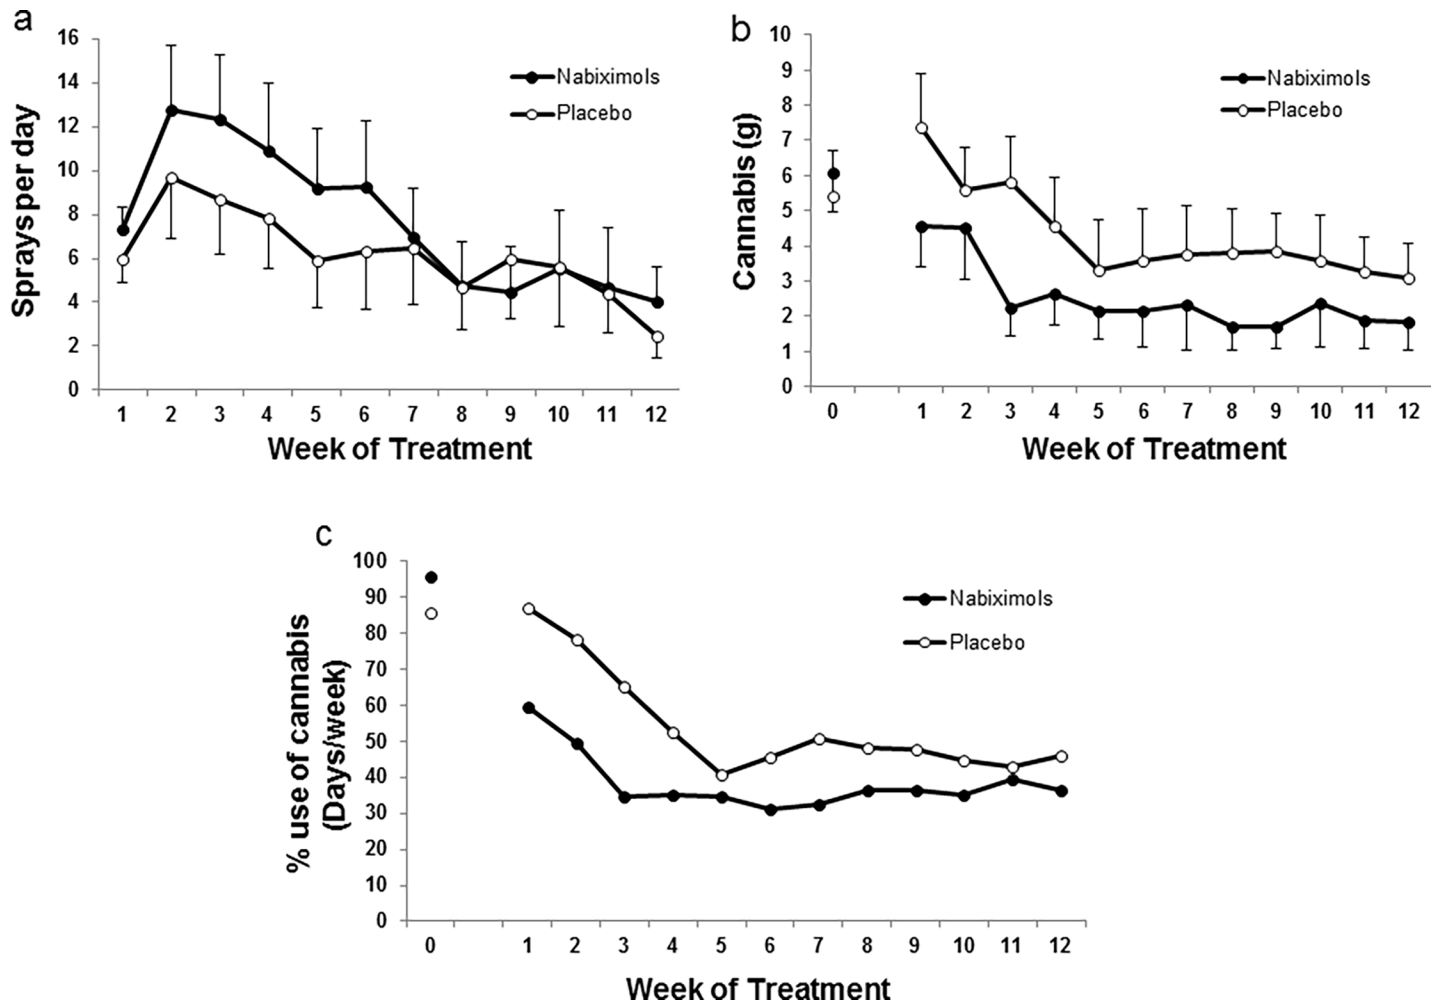 a
Sprays per day
16
14
12
10
8
6
4
2
0
Nabiximols
Placebo
1 2 3 4 5 6 7 8 9 10 11 12
Week of Treatment
b
Cannabis (g)
10
9
8
7
6
5
4
3
2
1
0
Nabiximols
Placebo
0 1 2 3 4 5 6 7 8 9 10 11 12
Week of Treatment
c
% use of cannabis
(Days/week)
100
90
80
70
60
50
40
30
20
10
0
Nabiximols
Placebo
0 1 2 3 4 5 6 7 8 9 10 11 12
Week of Treatment